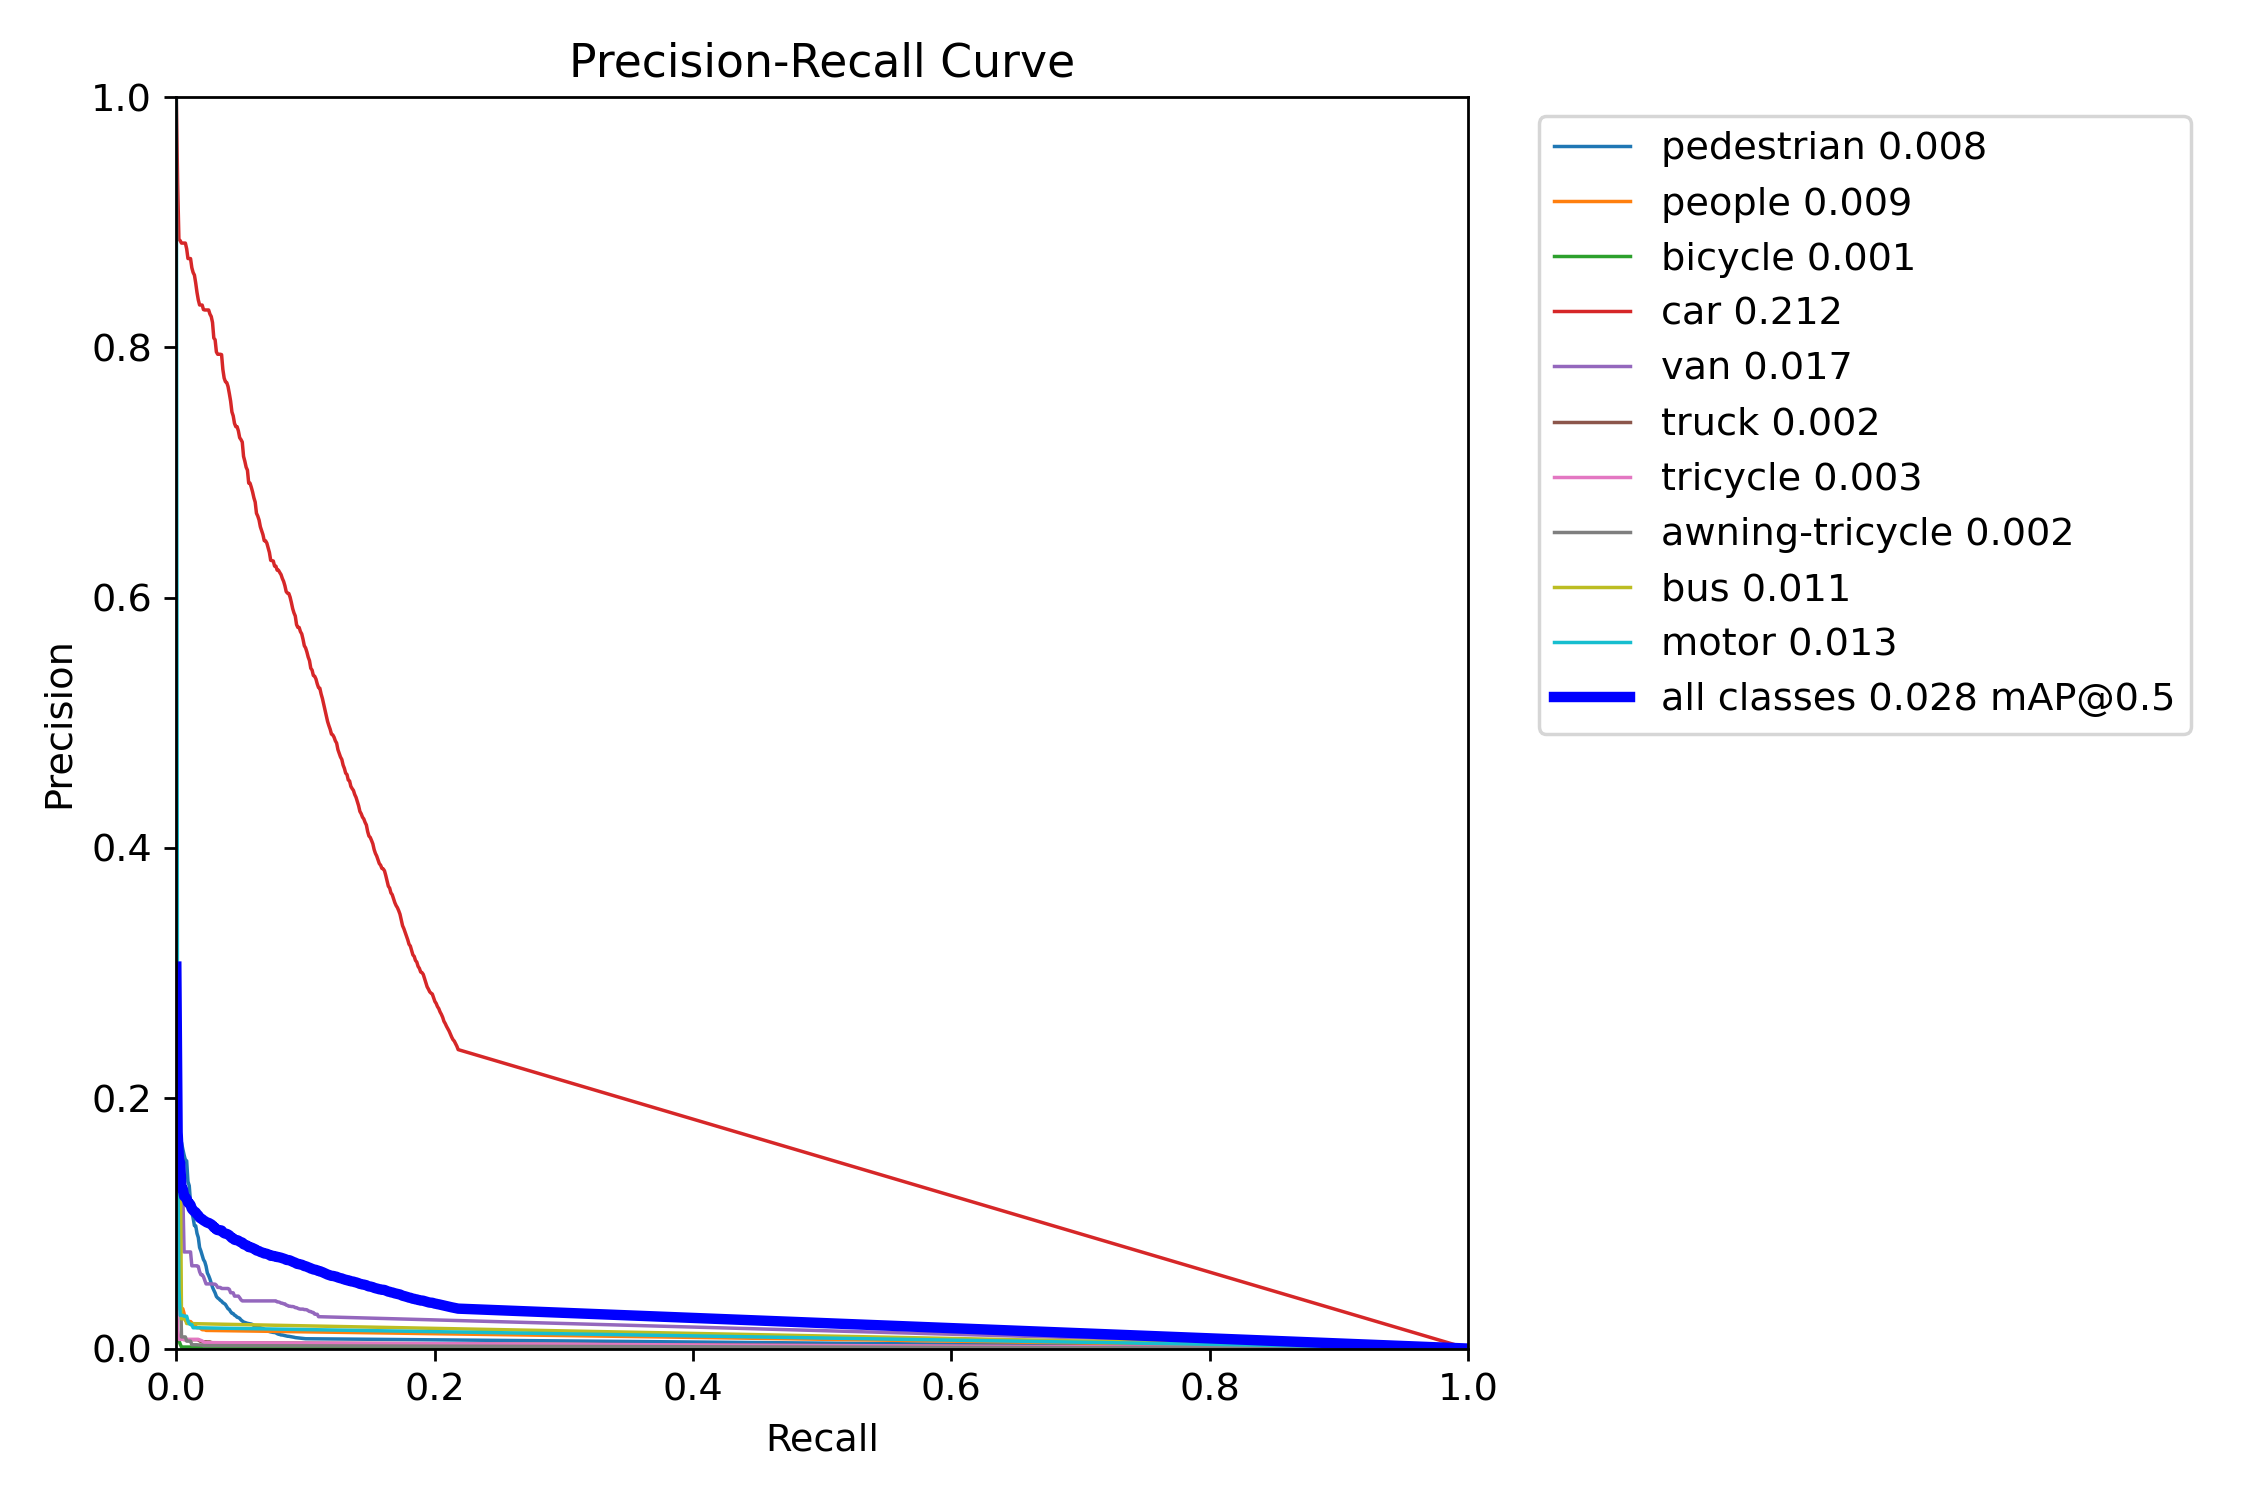 Precision-Recall Curve
1.0
0.8
0.6
0.4
0.2
0.0
Precision
0.0 0.2 0.4 0.6 0.8 1.0
Recall
pedestrian 0.008
people 0.009
bicycle 0.001
car 0.212
van 0.017
truck 0.002
tricycle 0.003
awning-tricycle 0.002
bus 0.011
motor 0.013
all classes 0.028 mAP@0.5